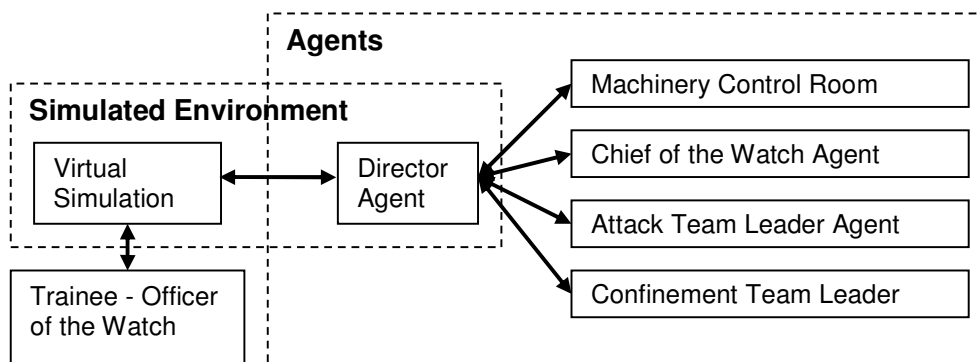 Agents
Simulated Environment
Virtual
Simulation
Director
Agent
Machinery Control Room
Chief of the Watch Agent
Attack Team Leader Agent
Confinement Team Leader
Trainee - Officer
of the Watch